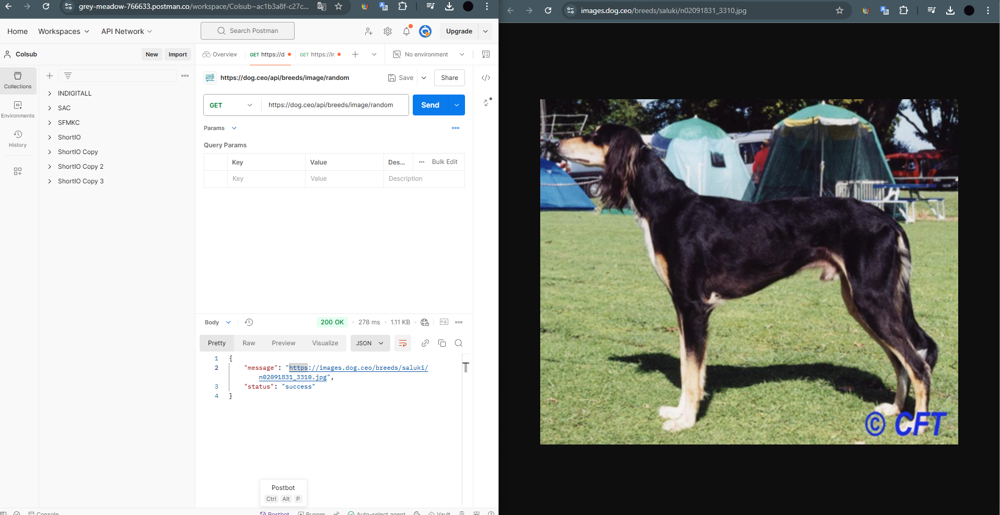 grey-meadow-766633.postman.co/workspace/Colsub~ac1b3a8f-c27c...
Home Workspaces API Network Search Postman Upgrade
Colsub New Import
Overview GET https://d. GET https://ir. No environment
Collections
Environments
History
INDIGITALL
SAC
SFMKC
ShortIO
ShortIO Copy
ShortIO Copy 2
ShortIO Copy 3
HTTP https://dog.ceo/api/breeds/image/random Save Share
GET https://dog.ceo/api/breeds/image/random Send
Params
Query Params
Key Value Des... Bulk Edit
Key Value Description
Body 200 OK 278 ms 1.11 KB e.g.
Pretty Raw Preview Visualize JSON
1 {
2 "message": "https://images.dog.ceo/breeds/saluki/
n02091831_3310.jpg",
3 "status": "success"
4 }
Postbot
Ctrl Alt P
Console Postbot Runner Auto-select agent Vault
images.dog.ceo/breeds/saluki/n02091831_3310.jpg
© CFT